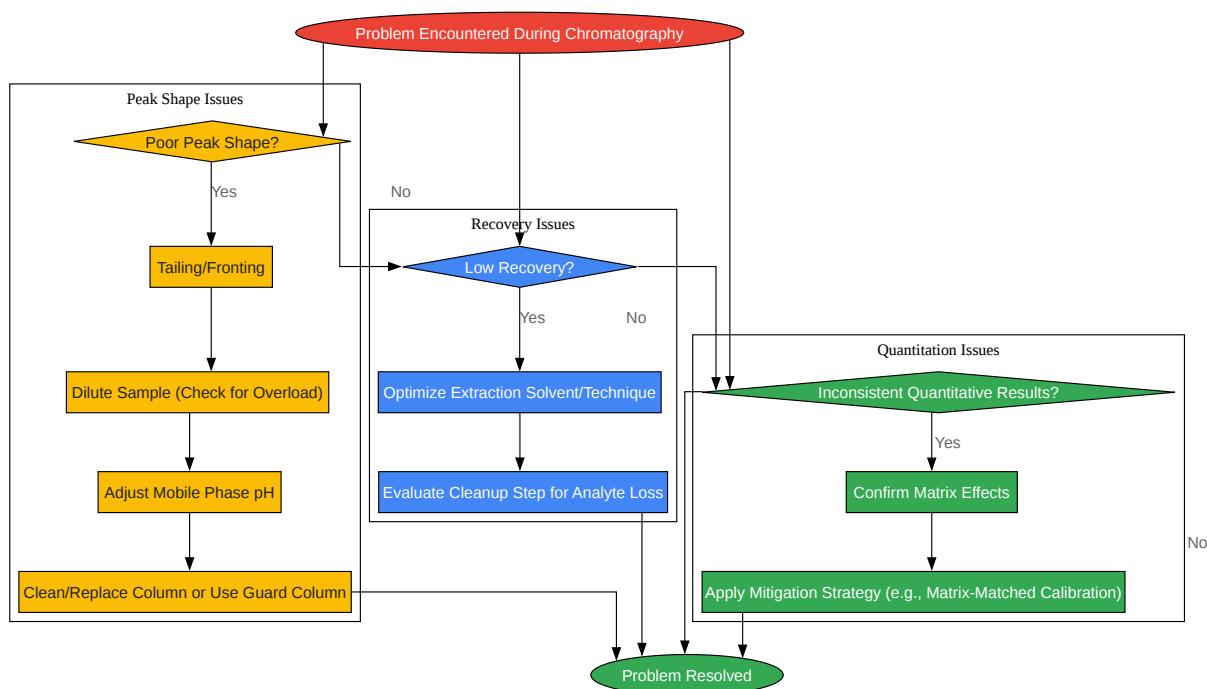 Problem Encountered During Chromatography
Peak Shape Issues
Poor Peak Shape?
Yes
No
Tailing/Fronting
Dilute Sample (Check for Overload)
Adjust Mobile Phase pH
Clean/Replace Column or Use Guard Column
Recovery Issues
Low Recovery?
Yes
No
Optimize Extraction Solvent/Technique
Evaluate Cleanup Step for Analyte Loss
Quantitation Issues
Inconsistent Quantitative Results?
Yes
No
Confirm Matrix Effects
Apply Mitigation Strategy (e.g., Matrix-Matched Calibration)
Problem Resolved